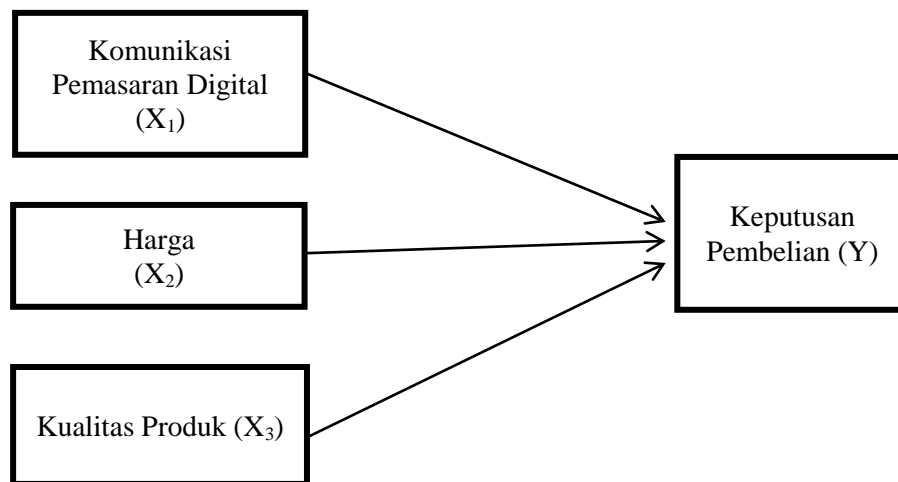 Komunikasi
Pemasaran Digital
(X₁)
Harga
(X₂)
Kualitas Produk (X₃)
Keputusan
Pembelian (Y)